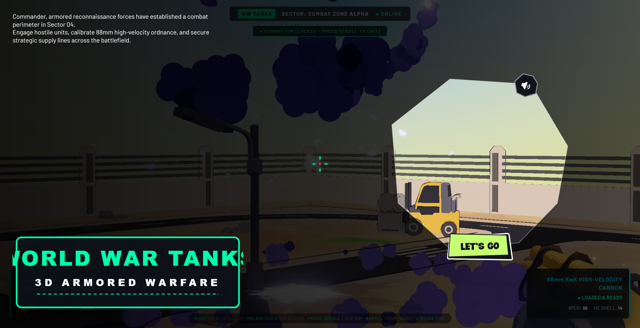 Commander, armored reconnaissance forces have established a combat
perimeter in Sector 04.
Engage hostile units, calibrate 88mm high-velocity ordnance, and secure
strategic supply lines across the battlefield.
WW TANKS
SECTOR: COMBAT ZONE ALPHA
ONLINE
LET'S GO
WORLD WAR TANKS
3D ARMORED WARFARE
88mm KwK HIGH-VELOCITY
CANNON
LOADED & READY